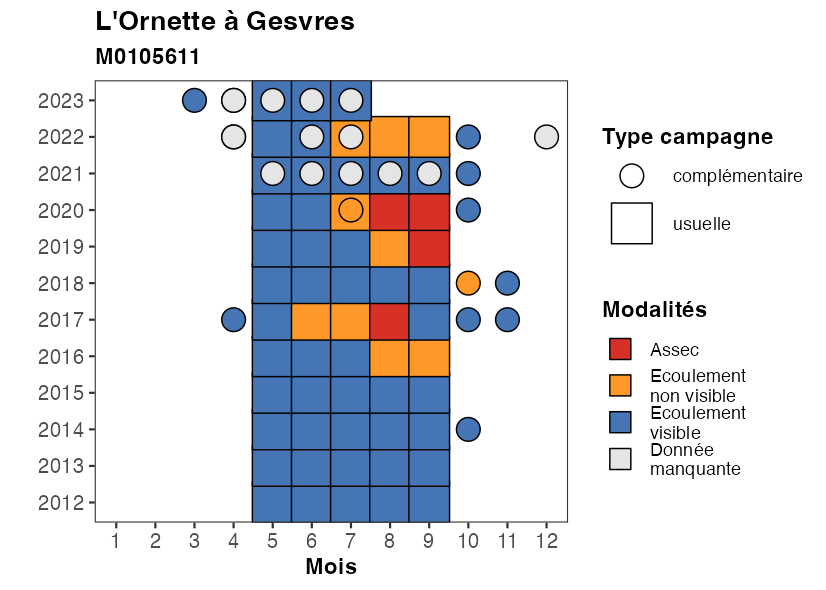 L'Ornette à Gesvres
M0105611
2023
2022
2021
2020
2019
2018
2017
2016
2015
2014
2013
2012
1 2 3 4 5 6 7 8 9 10 11 12
Mois
Type campagne
complémentaire
usuelle
Modalités
Assec
Ecoulement
non visible
Ecoulement
visible
Donnée
manquante